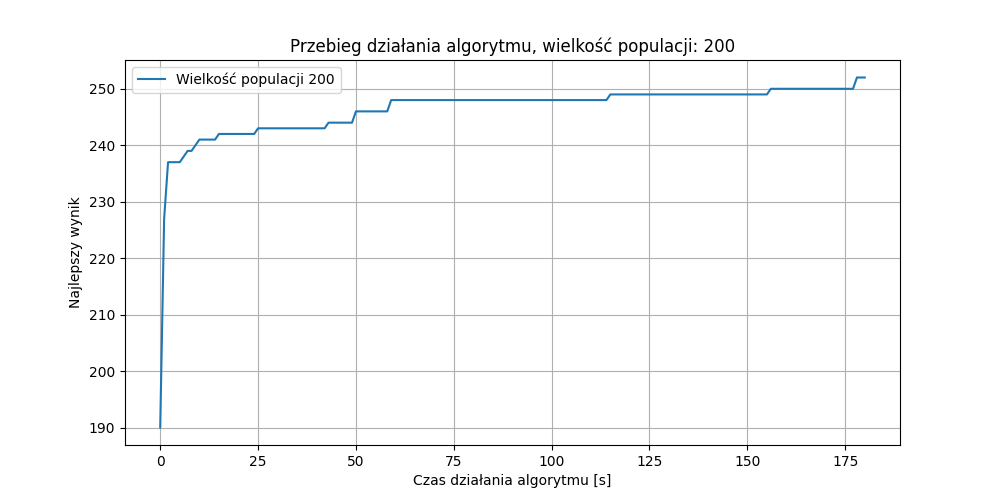 Przebieg działania algorytmu, wielkość populacji: 200
Wielkość populacji 200
250
240
230
220
210
200
190
Najlepszy wynik
0 25 50 75 100 125 150 175
Czas działania algorytmu [s]